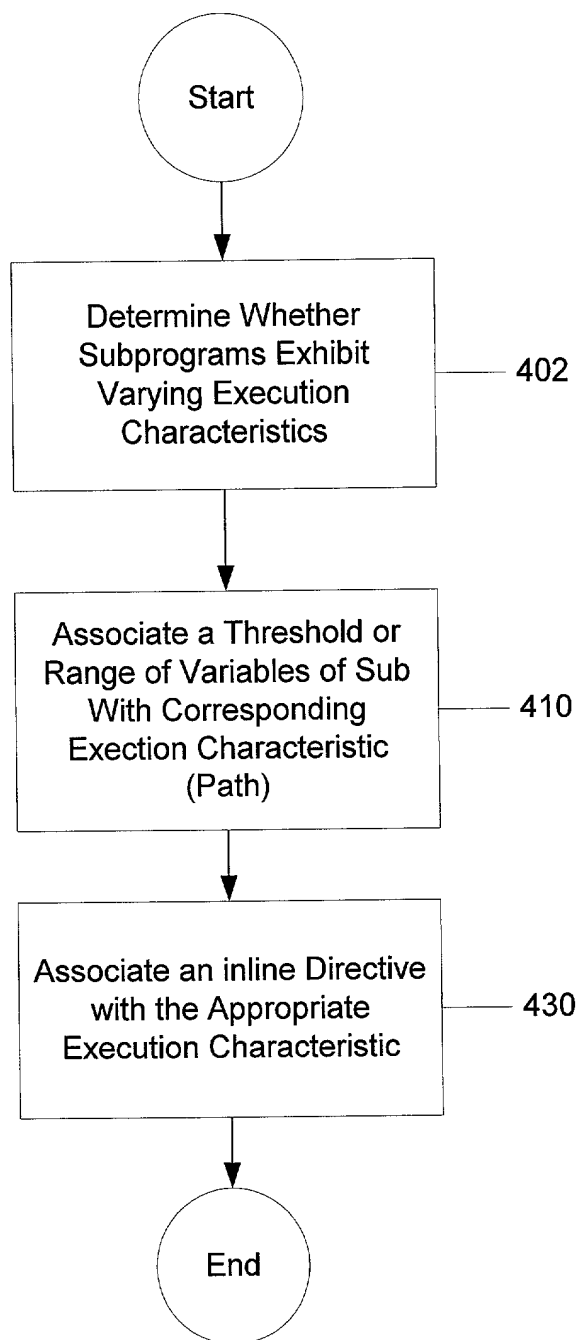 Start
Determine Whether
Subprograms Exhibit
Varying Execution
Characteristics
402
Associate a Threshold or
Range of Variables of Sub
With Corresponding
Exection Characteristic
(Path)
410
Associate an inline Directive
with the Appropriate
Execution Characteristic
430
End